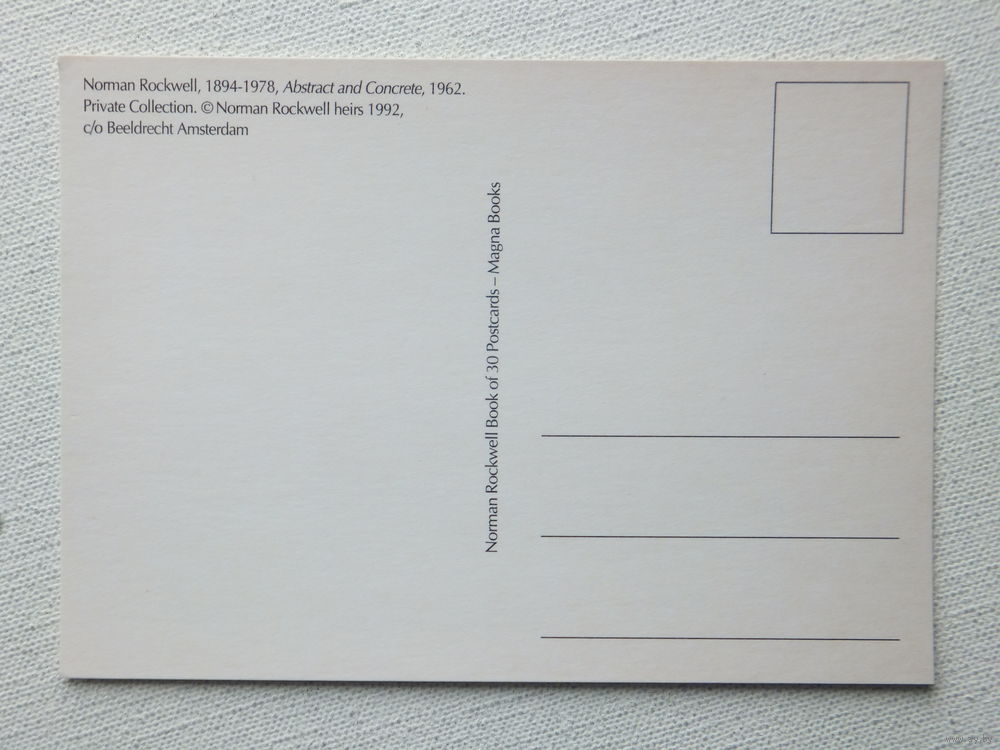 Norman Rockwell, 1894-1978, Abstract and Concrete, 1962.
Private Collection. © Norman Rockwell heirs 1992,
c/o Beeldrecht Amsterdam
Norman Rockwell Book of 30 Postcards – Magna Books